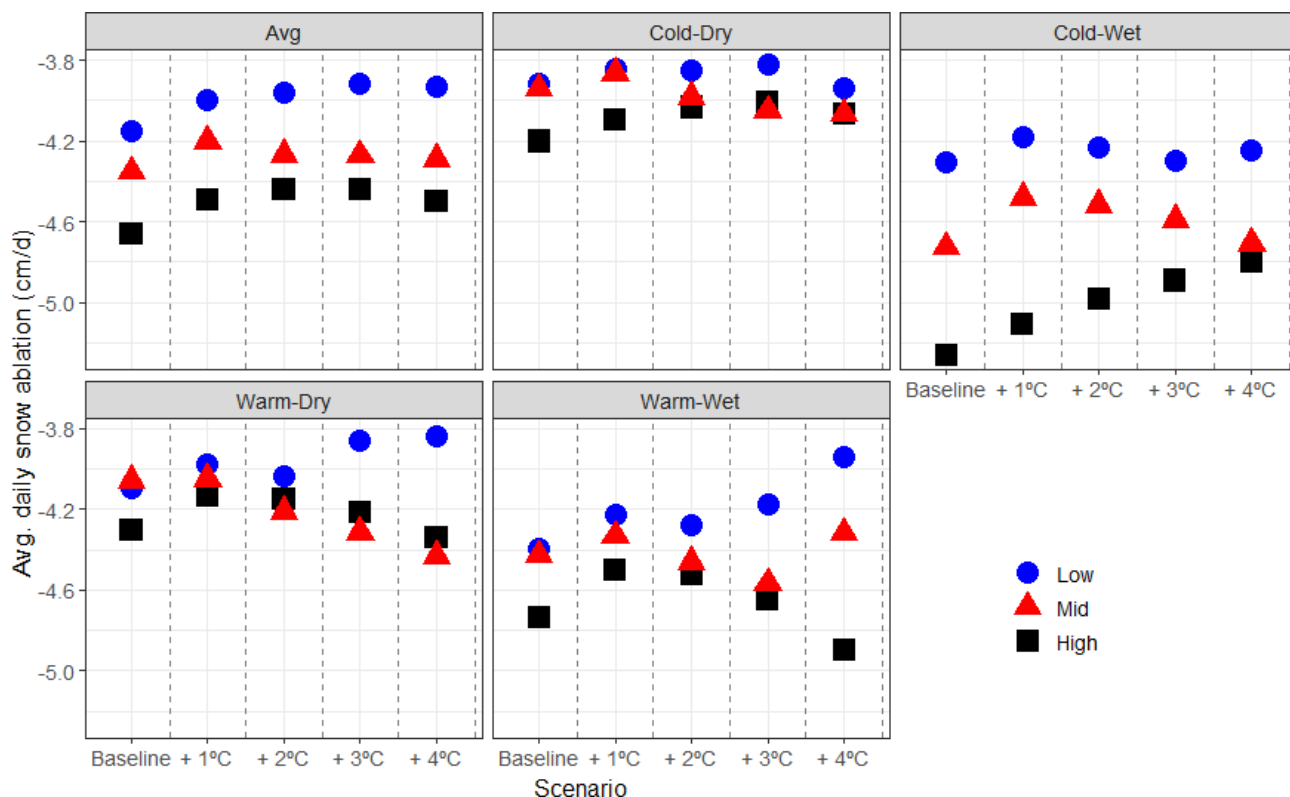 Avg
Cold-Dry
Cold-Wet
-3.8
-4.2
-4.6
-5.0
Baseline + 1ºC + 2ºC + 3ºC + 4ºC
Warm-Dry
Warm-Wet
-3.8
-4.2
-4.6
-5.0
Avg. daily snow ablation (cm/d)
Low
Mid
High
Baseline + 1ºC + 2ºC + 3ºC + 4ºC
Baseline + 1ºC + 2ºC + 3ºC + 4ºC
Scenario